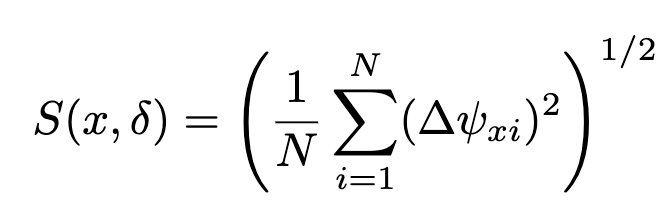 S(x, δ) = ( 1/N ∑_{i=1}^{N} (Δψ_{xi})² )^{1/2}